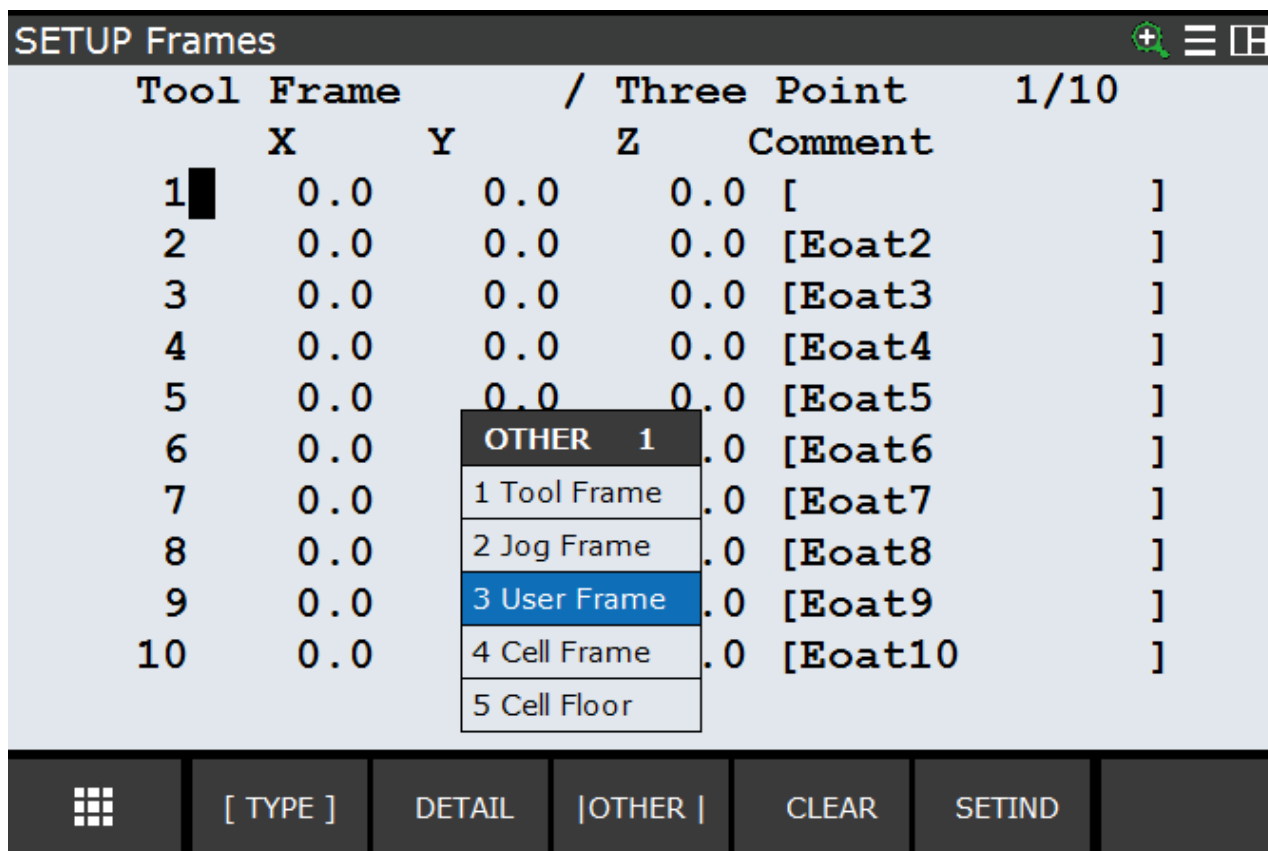 SETUP Frames
Tool Frame / Three Point 1/10
X Y Z Comment
1 0.0 0.0 0.0 [ ]
2 0.0 0.0 0.0 [Eoat2 ]
3 0.0 0.0 0.0 [Eoat3 ]
4 0.0 0.0 0.0 [Eoat4 ]
5 0.0 0.0 0.0 [Eoat5 ]
6 0.0 .0 [Eoat6 ]
7 0.0 .0 [Eoat7 ]
8 0.0 .0 [Eoat8 ]
9 0.0 .0 [Eoat9 ]
10 0.0 .0 [Eoat10 ]
OTHER 1
1 Tool Frame
2 Jog Frame
3 User Frame
4 Cell Frame
5 Cell Floor
[ TYPE ] DETAIL |OTHER | CLEAR SETIND